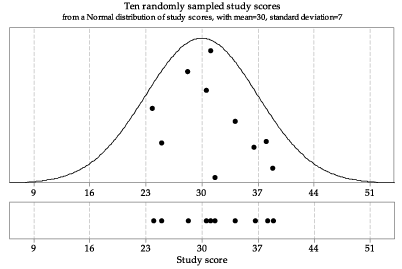 Ten randomly sampled study scores
from a Normal distribution of study scores, with mean=30, standard deviation=7
9 16 23 30 37 44 51
9 16 23 30 37 44 51
Study score